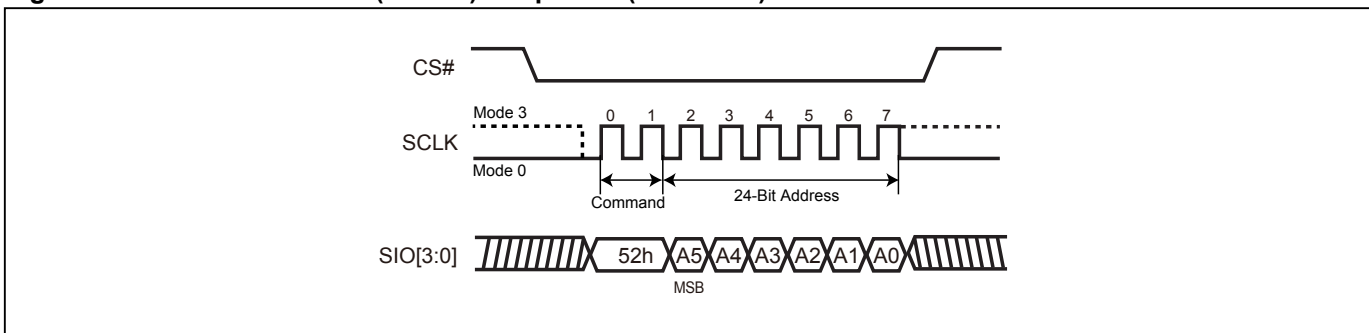 CS#
Mode 3
0 1 2 3 4 5 6 7
SCLK
Mode 0
Command
24-Bit Address
SIO[3:0]
52h A5 A4 A3 A2 A1 A0
MSB